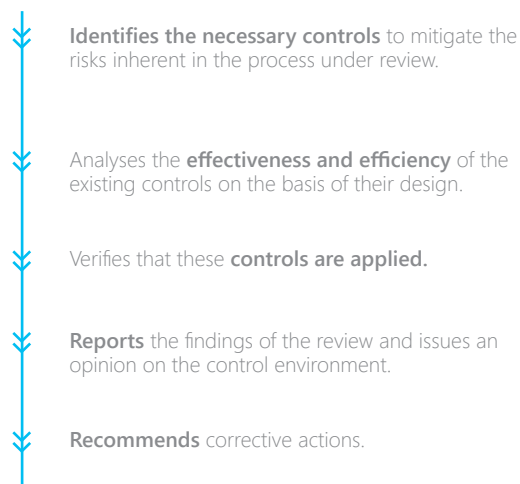 Identifies the necessary controls to mitigate the
risks inherent in the process under review.
Analyses the effectiveness and efficiency of the
existing controls on the basis of their design.
Verifies that these controls are applied.
Reports the findings of the review and issues an
opinion on the control environment.
Recommends corrective actions.